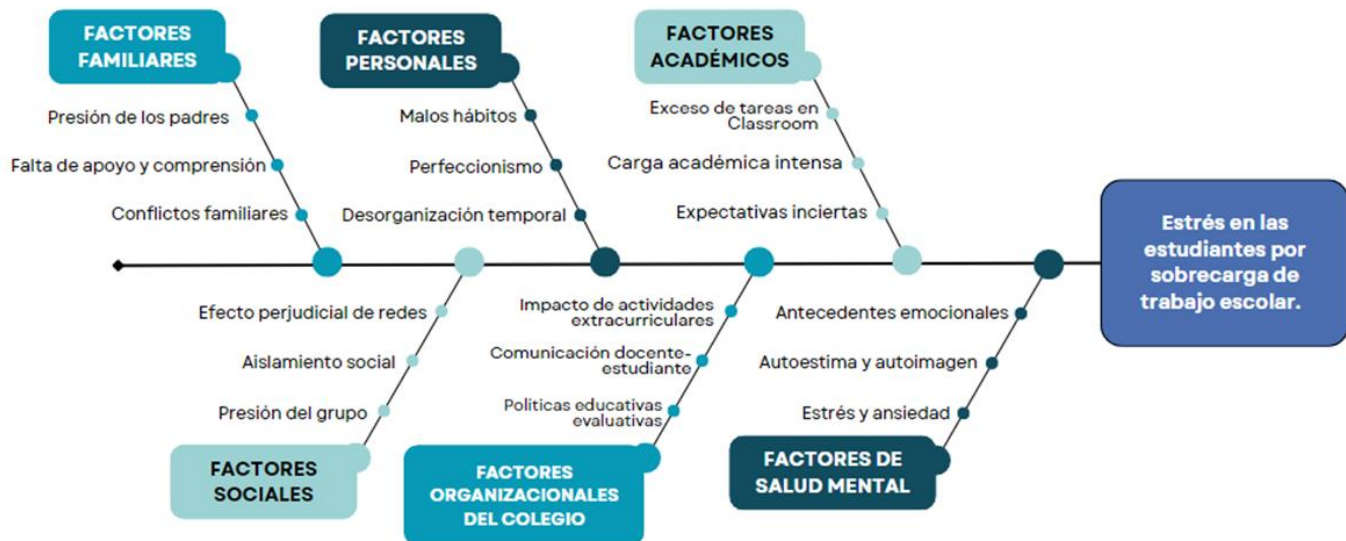 FACTORES
FAMILIARES
Presión de los padres
Falta de apoyo y comprensión
Conflictos familiares
FACTORES
PERSONALES
Malos hábitos
Perfeccionismo
Desorganización temporal
FACTORES
ACADÉMICOS
Exceso de tareas en
Classroom
Carga académica intensa
Expectativas inciertas
Estrés en las
estudiantes por
sobrecarga de
trabajo escolar.
Efecto perjudicial de redes
Aislamiento social
Presión del grupo
FACTORES
SOCIALES
Impacto de actividades
extracurriculares
Comunicación docente-
estudiante
Políticas educativas
evaluativas
FACTORES
ORGANIZACIONALES
DEL COLEGIO
Antecedentes emocionales
Autoestima y autoimagen
Estrés y ansiedad
FACTORES DE
SALUD MENTAL